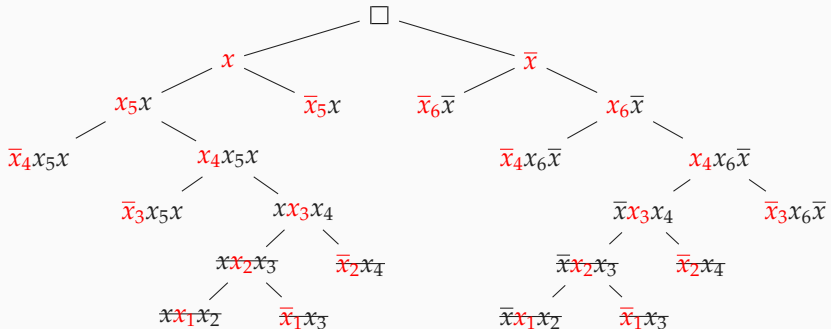 □
x x̅
x₅x x̅₅x x̅₆x̅ x₆x̅
x̅₄x₅x x₄x₅x x̅₄x₆x̅ x₄x₆x̅
x̅₃x₅x xx₃x₄ x̅x₃x₄ x̅₃x₆x̅
xx₂x₃ x̅₂x₄ x̅x₂x₃ x̅₂x₄
xx₁x₂ x̅₁x₃ x̅x₁x₂ x̅₁x₃